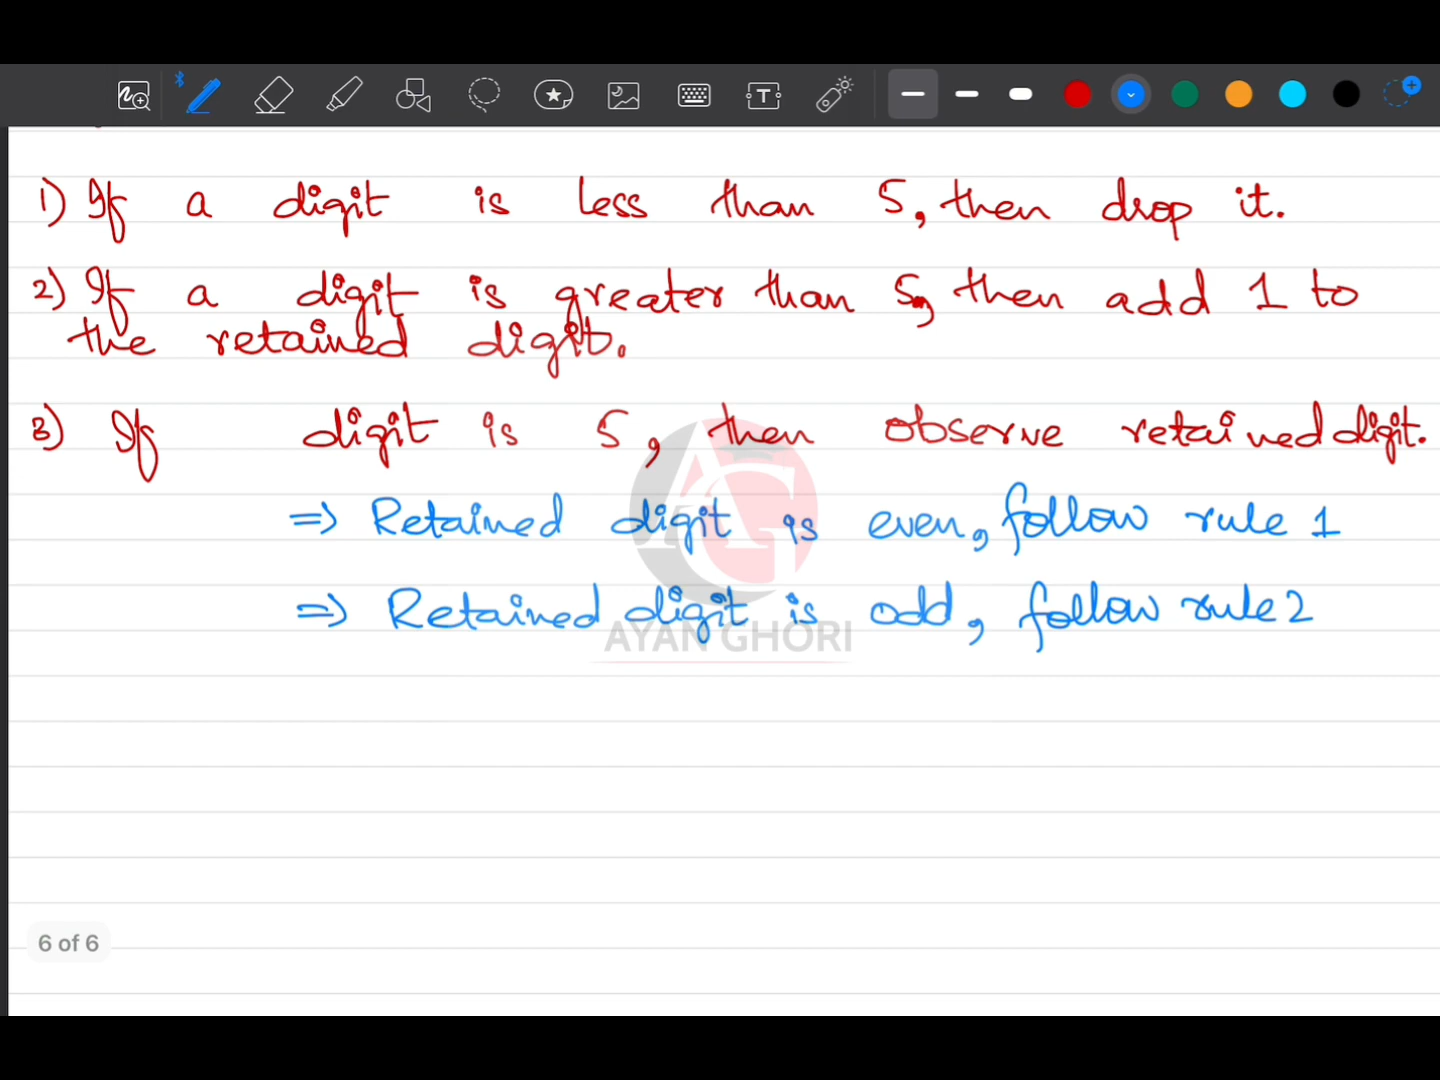 1) If a digit is less than 5, then drop it.
2) If a digit is greater than 5, then add 1 to
the retained digit.
3) If digit is 5, then observe retained digit.
=> Retained digit is even, follow rule 1
=> Retained digit is odd, follow rule 2
AYAN GHORI
6 of 6